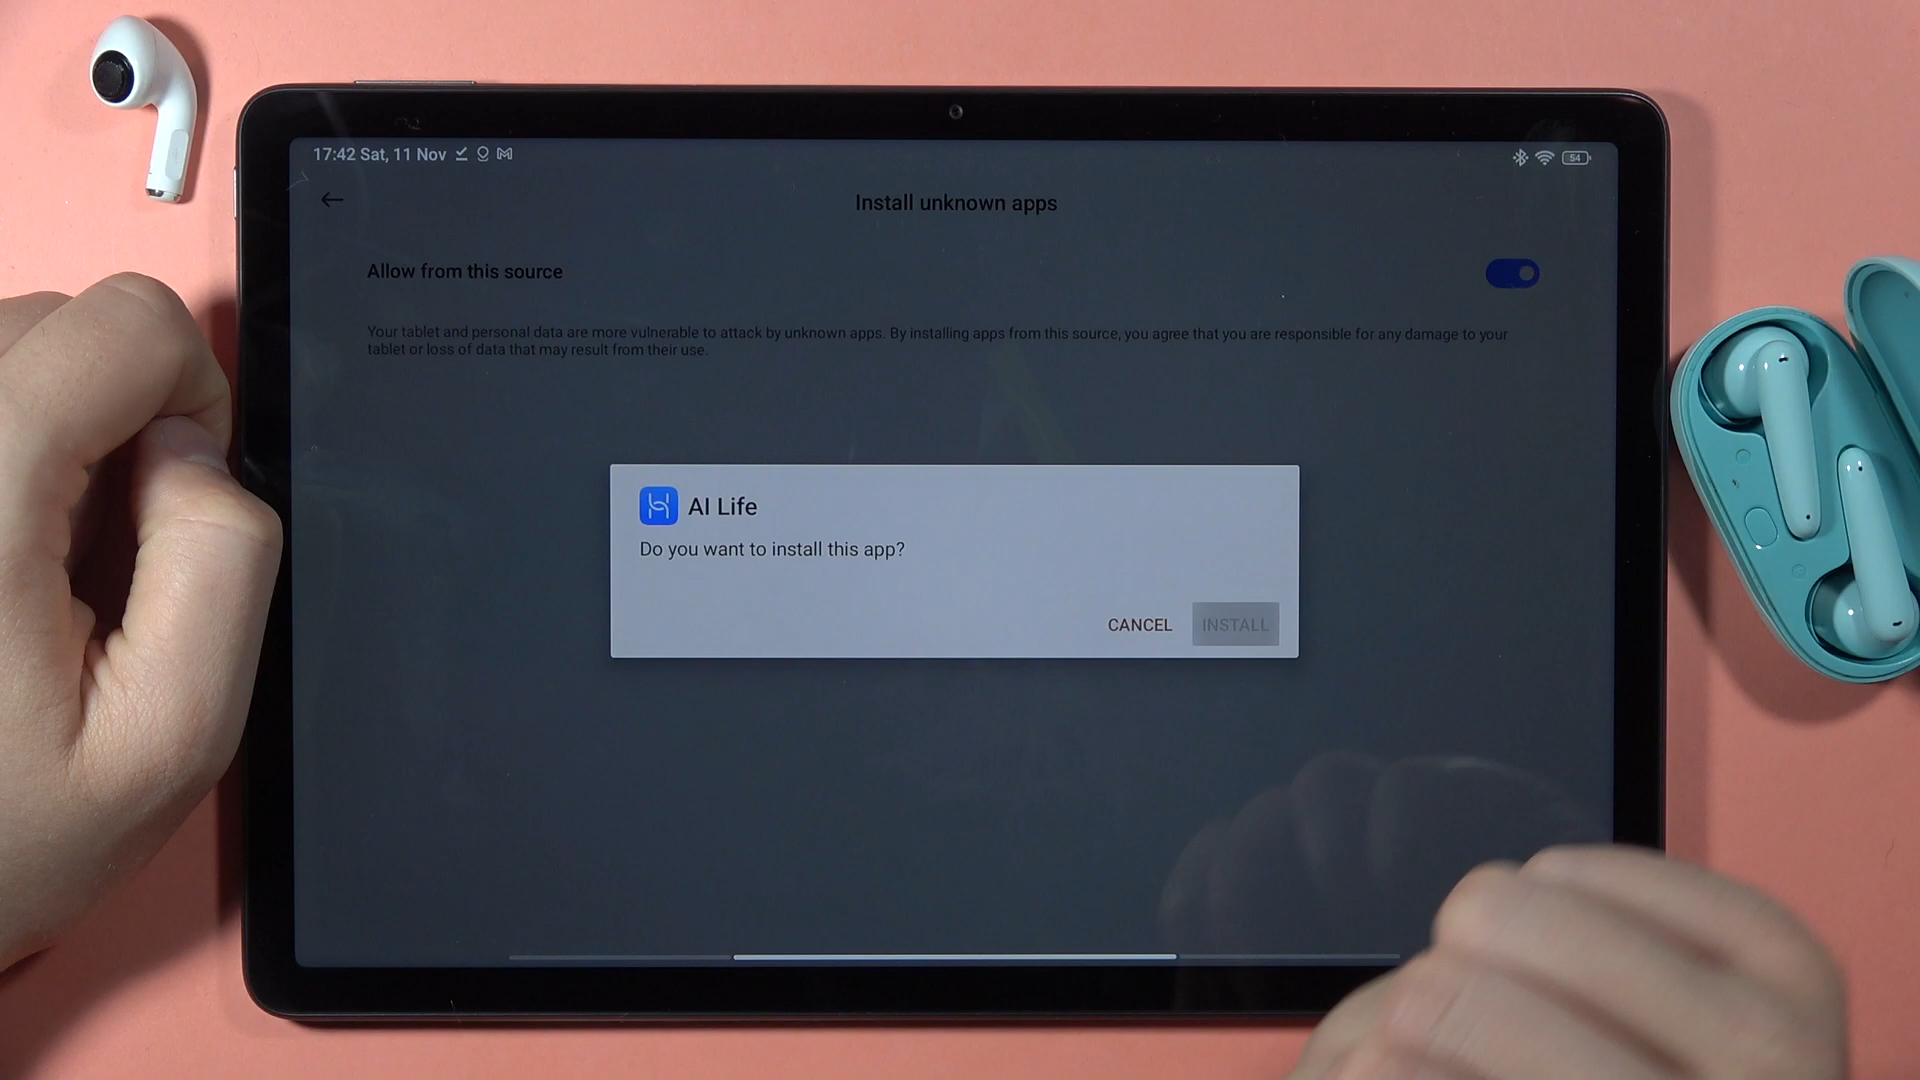 17:42 Sat, 11 Nov
54
Install unknown apps
Allow from this source
Your tablet and personal data are more vulnerable to attack by unknown apps. By installing apps from this source, you agree that you are responsible for any damage to your
tablet or loss of data that may result from their use.
AI Life
Do you want to install this app?
CANCEL INSTALL